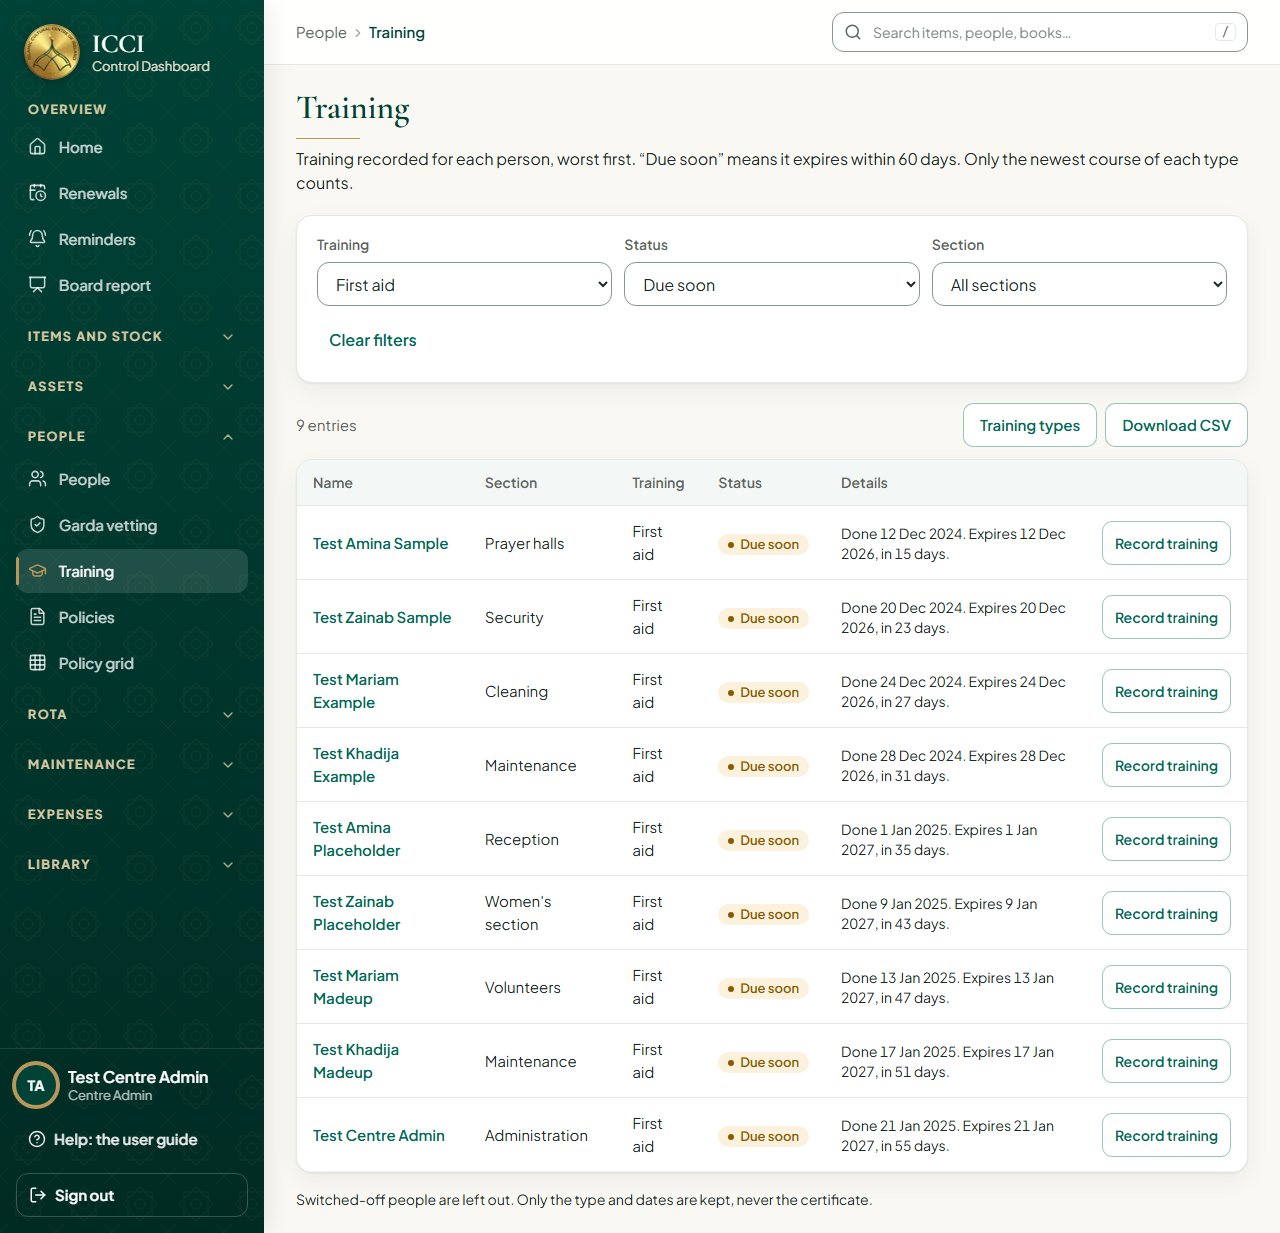 ICCI
Control Dashboard
OVERVIEW
Home
Renewals
Reminders
Board report
ITEMS AND STOCK
ASSETS
PEOPLE
People
Garda vetting
Training
Policies
Policy grid
ROTA
MAINTENANCE
EXPENSES
LIBRARY
TA
Test Centre Admin
Centre Admin
Help: the user guide
Sign out
People › Training
Search items, people, books…
/
Training
Training recorded for each person, worst first. “Due soon” means it expires within 60 days. Only the newest course of each type
counts.
Training Status Section
First aid Due soon All sections
Clear filters
9 entries
Training types Download CSV
Name Section Training Status Details
Test Amina Sample Prayer halls First aid Due soon Done 12 Dec 2024. Expires 12 Dec 2026, in 15 days. Record training
Test Zainab Sample Security First aid Due soon Done 20 Dec 2024. Expires 20 Dec 2026, in 23 days. Record training
Test Mariam Example Cleaning First aid Due soon Done 24 Dec 2024. Expires 24 Dec 2026, in 27 days. Record training
Test Khadija Example Maintenance First aid Due soon Done 28 Dec 2024. Expires 28 Dec 2026, in 31 days. Record training
Test Amina Placeholder Reception First aid Due soon Done 1 Jan 2025. Expires 1 Jan 2027, in 35 days. Record training
Test Zainab Placeholder Women's section First aid Due soon Done 9 Jan 2025. Expires 9 Jan 2027, in 43 days. Record training
Test Mariam Madeup Volunteers First aid Due soon Done 13 Jan 2025. Expires 13 Jan 2027, in 47 days. Record training
Test Khadija Madeup Maintenance First aid Due soon Done 17 Jan 2025. Expires 17 Jan 2027, in 51 days. Record training
Test Centre Admin Administration First aid Due soon Done 21 Jan 2025. Expires 21 Jan 2027, in 55 days. Record training
Switched-off people are left out. Only the type and dates are kept, never the certificate.